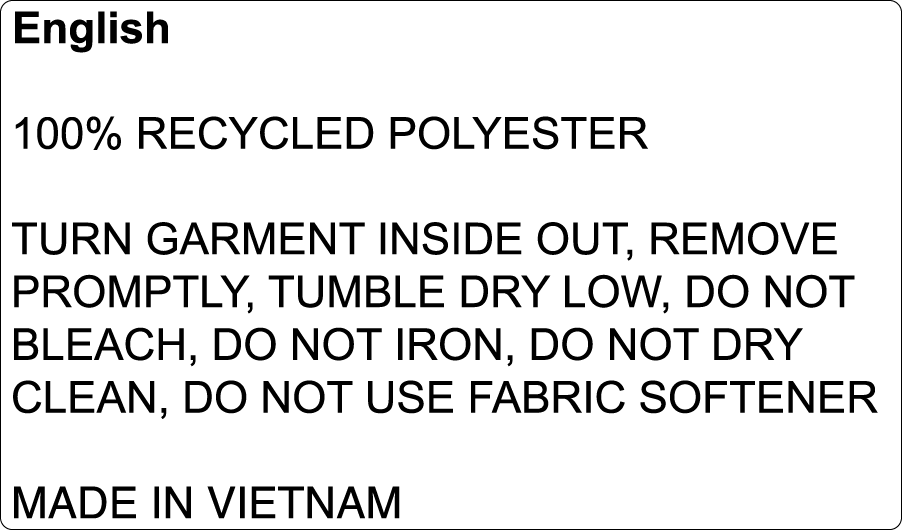 English
100% RECYCLED POLYESTER
TURN GARMENT INSIDE OUT, REMOVE
PROMPTLY, TUMBLE DRY LOW, DO NOT
BLEACH, DO NOT IRON, DO NOT DRY
CLEAN, DO NOT USE FABRIC SOFTENER
MADE IN VIETNAM